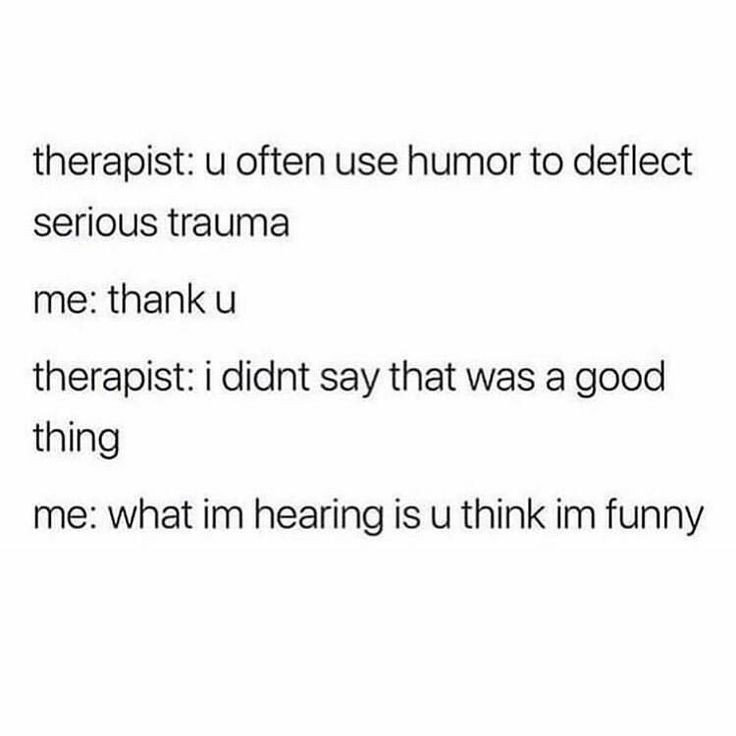 therapist: u often use humor to deflect
serious trauma
me: thank u
therapist: i didnt say that was a good
thing
me: what im hearing is u think im funny